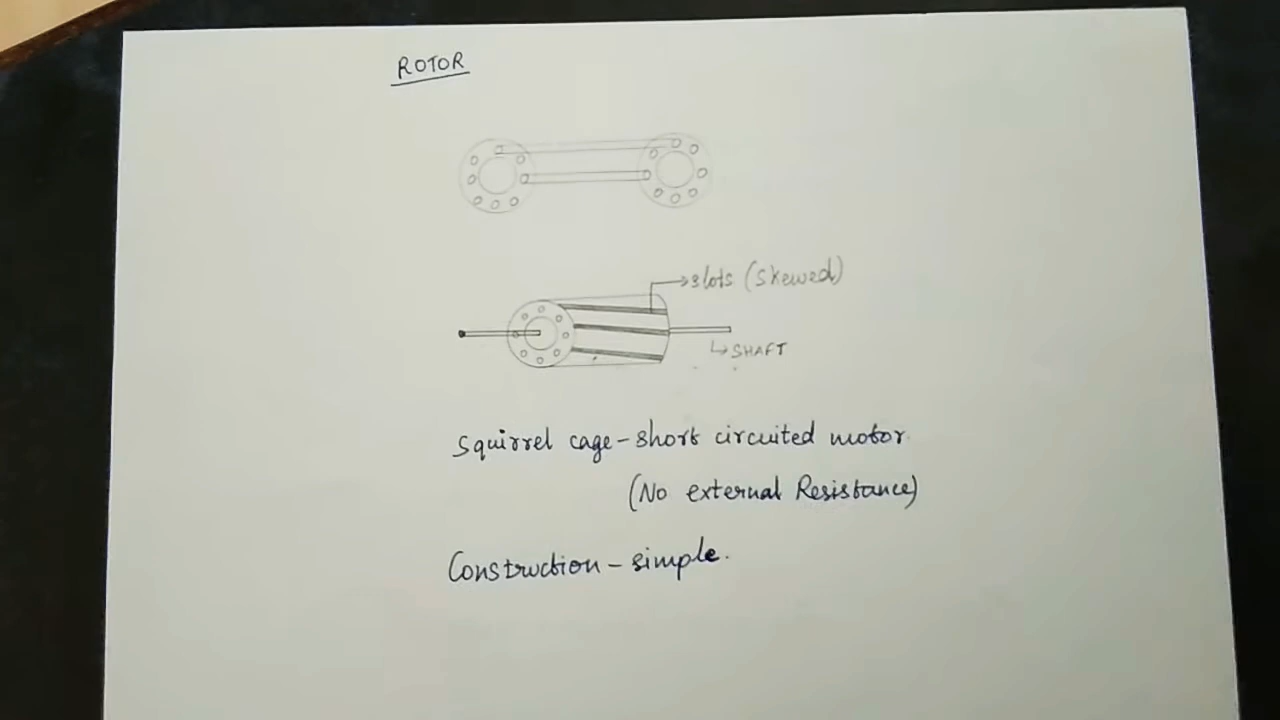 ROTOR
slots (skewed)
SHAFT
Squirrel cage - short circuited motor
(No external Resistance)
Construction - simple.